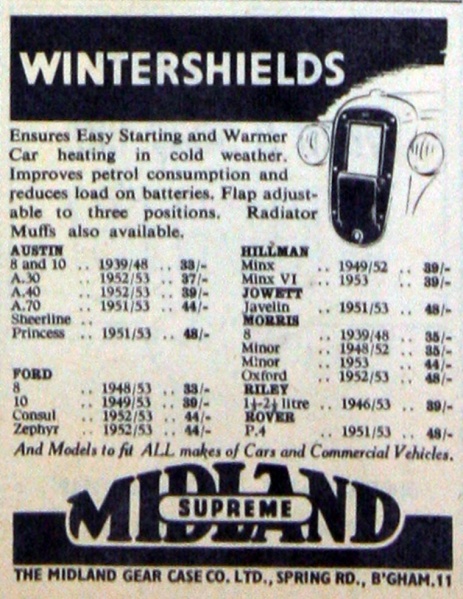 WINTERSHIELDS
Ensures Easy Starting and Warmer
Car heating in cold weather.
Improves petrol consumption and
reduces load on batteries. Flap adjust-
able to three positions. Radiator
Muffs also available.
AUSTIN
8 and 10 .. 1939/48 .. 33/-
A.30 .. 1952/53 .. 37/-
A.40 .. 1952/53 .. 39/-
A.70 .. 1951/53 .. 44/-
Sheerline ..
Princess .. 1951/53 .. 48/-
FORD
8 .. 1948/53 .. 33/-
10 .. 1949/53 .. 39/-
Consul .. 1952/53 .. 44/-
Zephyr .. 1952/53 .. 44/-
HILLMAN
Minx .. 1949/52 .. 39/-
Minx VI .. 1953 .. 39/-
JOWETT
Javelin .. 1951/53 .. 48/-
MORRIS
8 .. 1939/48 .. 35/-
Minor .. 1948/52 .. 35/-
Minor .. 1953 .. 44/-
Oxford .. 1952/53 .. 48/-
RILEY
1½-2½ litre .. 1946/53 .. 39/-
ROVER
P.4 .. 1951/53 .. 48/-
And Models to fit ALL makes of Cars and Commercial Vehicles.
MIDLAND
SUPREME
THE MIDLAND GEAR CASE CO. LTD., SPRING RD., B'GHAM.11